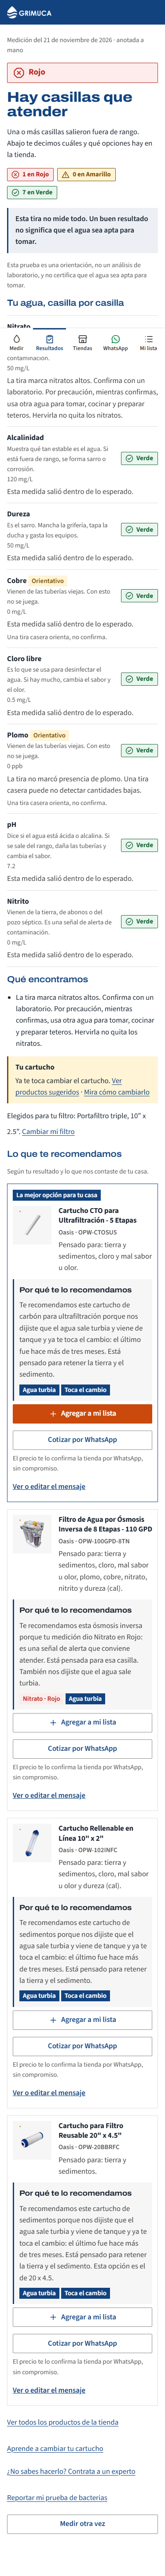 GRIMUCA
Medición del 21 de noviembre de 2026 · anotada a
mano
Rojo
Hay casillas que
atender
Una o más casillas salieron fuera de rango.
Abajo te decimos cuáles y qué opciones hay en
la tienda.
1 en Rojo
0 en Amarillo
7 en Verde
Esta tira no mide todo. Un buen resultado
no significa que el agua sea apta para
tomar.
Esta prueba es una orientación, no un análisis de
laboratorio, y no certifica que el agua sea apta para
tomar.
Tu agua, casilla por casilla
Nitrato
Medir
Resultados
Tiendas
WhatsApp
Mi lista
contaminación.
50 mg/L
La tira marca nitratos altos. Confirma con un
laboratorio. Por precaución, mientras confirmas,
usa otra agua para tomar, cocinar y preparar
teteros. Hervirla no quita los nitratos.
Alcalinidad
Muestra qué tan estable es el agua. Si
está fuera de rango, se forma sarro o
corrosión.
120 mg/L
Verde
Esta medida salió dentro de lo esperado.
Dureza
Es el sarro. Mancha la grifería, tapa la
ducha y gasta los equipos.
50 mg/L
Verde
Esta medida salió dentro de lo esperado.
Cobre Orientativo
Vienen de las tuberías viejas. Con esto
no se juega.
0 mg/L
Verde
Esta medida salió dentro de lo esperado.
Una tira casera orienta, no confirma.
Cloro libre
Es lo que se usa para desinfectar el
agua. Si hay mucho, cambia el sabor y
el olor.
0.5 mg/L
Verde
Esta medida salió dentro de lo esperado.
Plomo Orientativo
Vienen de las tuberías viejas. Con esto
no se juega.
0 ppb
Verde
La tira no marcó presencia de plomo. Una tira
casera puede no detectar cantidades bajas.
Una tira casera orienta, no confirma.
pH
Dice si el agua está ácida o alcalina. Si
se sale del rango, daña las tuberías y
cambia el sabor.
7.2
Verde
Esta medida salió dentro de lo esperado.
Nitrito
Vienen de la tierra, de abonos o del
pozo séptico. Es una señal de alerta de
contaminación.
0 mg/L
Verde
Esta medida salió dentro de lo esperado.
Qué encontramos
• La tira marca nitratos altos. Confirma con un
laboratorio. Por precaución, mientras
confirmas, usa otra agua para tomar, cocinar
y preparar teteros. Hervirla no quita los
nitratos.
Tu cartucho
Ya te toca cambiar el cartucho. Ver
productos sugeridos · Mira cómo cambiarlo
Elegidos para tu filtro: Portafiltro triple, 10" x
2.5". Cambiar mi filtro
Lo que te recomendamos
Según tu resultado y lo que nos contaste de tu casa.
La mejor opción para tu casa
Cartucho CTO para
Ultrafiltración - 5 Etapas
Oasis · OPW-CTO5US
Pensado para: tierra y
sedimentos, cloro y mal sabor
u olor.
Por qué te lo recomendamos
Te recomendamos este cartucho de
carbón de ultrafiltración porque nos
dijiste que el agua sale turbia y viene de
tanque y ya te toca el cambio: el último
fue hace más de tres meses. Está
pensado para retener la tierra y el
sedimento.
Agua turbia
Toca el cambio
Agregar a mi lista
Cotizar por WhatsApp
El precio te lo confirma la tienda por WhatsApp,
sin compromiso.
Ver o editar el mensaje
Filtro de Agua por Ósmosis
Inversa de 8 Etapas - 110 GPD
Oasis · OPW-100GPD-8TN
Pensado para: tierra y
sedimentos, cloro, mal sabor
u olor, plomo, cobre, nitrato,
nitrito y dureza (cal).
Por qué te lo recomendamos
Te recomendamos esta ósmosis inversa
porque tu medición dio Nitrato en Rojo:
es una señal de alerta que conviene
atender. Está pensada para ese casilla.
También nos dijiste que el agua sale
turbia.
Nitrato · Rojo
Agua turbia
Agregar a mi lista
Cotizar por WhatsApp
El precio te lo confirma la tienda por WhatsApp,
sin compromiso.
Ver o editar el mensaje
Cartucho Rellenable en
Línea 10" x 2"
Oasis · OPW-102INFC
Pensado para: tierra y
sedimentos, cloro, mal sabor
u olor y dureza (cal).
Por qué te lo recomendamos
Te recomendamos este cartucho de
carbón porque nos dijiste que el agua
sale turbia y viene de tanque y ya te toca
el cambio: el último fue hace más de
tres meses. Está pensado para retener
la tierra y el sedimento.
Agua turbia
Toca el cambio
Agregar a mi lista
Cotizar por WhatsApp
El precio te lo confirma la tienda por WhatsApp,
sin compromiso.
Ver o editar el mensaje
Cartucho para Filtro
Reusable 20" x 4.5"
Oasis · OPW-20BBRFC
Pensado para: tierra y
sedimentos.
Por qué te lo recomendamos
Te recomendamos este cartucho de
sedimentos porque nos dijiste que el
agua sale turbia y viene de tanque y ya te
toca el cambio: el último fue hace más
de tres meses. Está pensado para retener
la tierra y el sedimento. Esta opción es el
de 20 x 4.5.
Agua turbia
Toca el cambio
Agregar a mi lista
Cotizar por WhatsApp
El precio te lo confirma la tienda por WhatsApp,
sin compromiso.
Ver o editar el mensaje
Ver todos los productos de la tienda
Aprende a cambiar tu cartucho
¿No sabes hacerlo? Contrata a un experto
Reportar mi prueba de bacterias
Medir otra vez